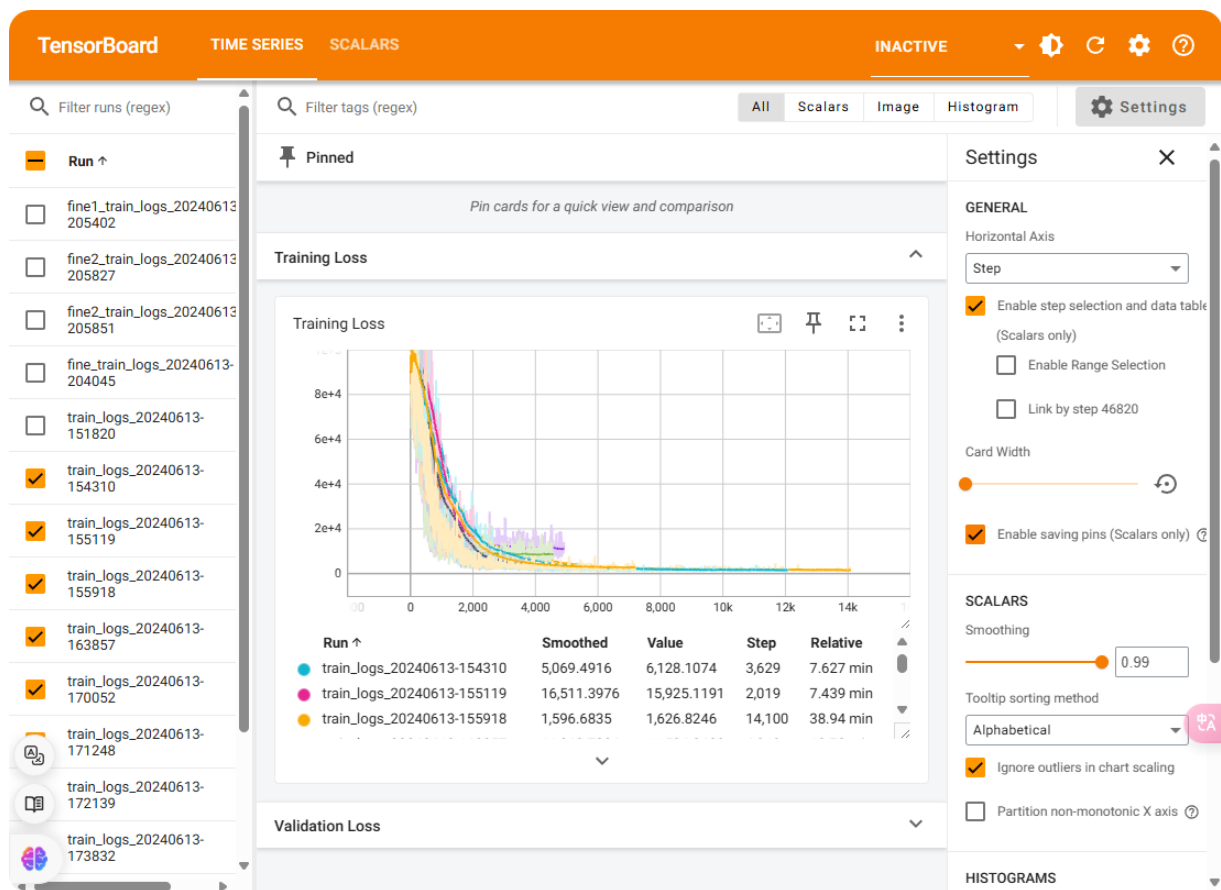 TensorBoard
TIME SERIES
SCALARS
INACTIVE
Filter runs (regex)
Filter tags (regex)
All
Scalars
Image
Histogram
Settings
Run ↑
fine1_train_logs_20240613
205402
fine2_train_logs_20240613
205827
fine2_train_logs_20240613
205851
fine_train_logs_20240613-
204045
train_logs_20240613-
151820
train_logs_20240613-
154310
train_logs_20240613-
155119
train_logs_20240613-
155918
train_logs_20240613-
163857
train_logs_20240613-
170052
train_logs_20240613-
171248
train_logs_20240613-
172139
train_logs_20240613-
173832
Pinned
Pin cards for a quick view and comparison
Training Loss
Training Loss
8e+4
6e+4
4e+4
2e+4
0
0 2,000 4,000 6,000 8,000 10k 12k 14k
Run ↑ Smoothed Value Step Relative
train_logs_20240613-154310 5,069.4916 6,128.1074 3,629 7.627 min
train_logs_20240613-155119 16,511.3976 15,925.1191 2,019 7.439 min
train_logs_20240613-155918 1,596.6835 1,626.8246 14,100 38.94 min
Validation Loss
Settings
GENERAL
Horizontal Axis
Step
Enable step selection and data table
(Scalars only)
Enable Range Selection
Link by step 46820
Card Width
Enable saving pins (Scalars only)
SCALARS
Smoothing
0.99
Tooltip sorting method
Alphabetical
Ignore outliers in chart scaling
Partition non-monotonic X axis
HISTOGRAMS